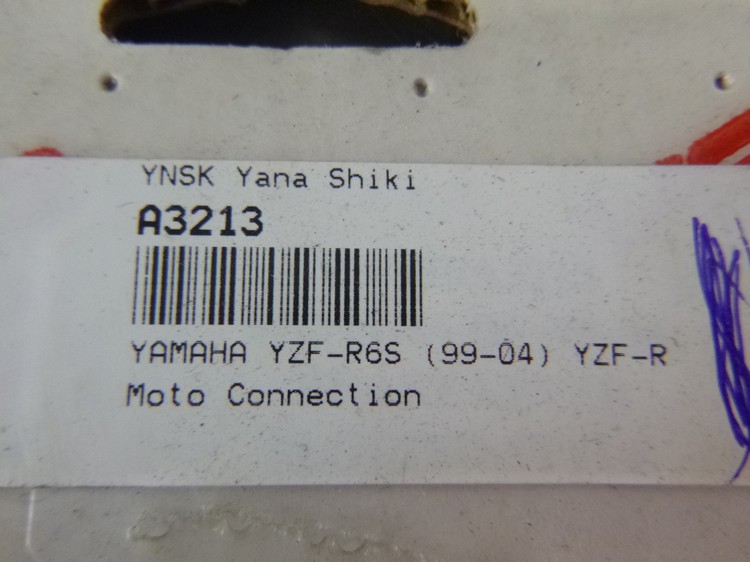 YNSK Yana Shiki
A3213
YAMAHA YZF-R6S (99-04) YZF-R
Moto Connection